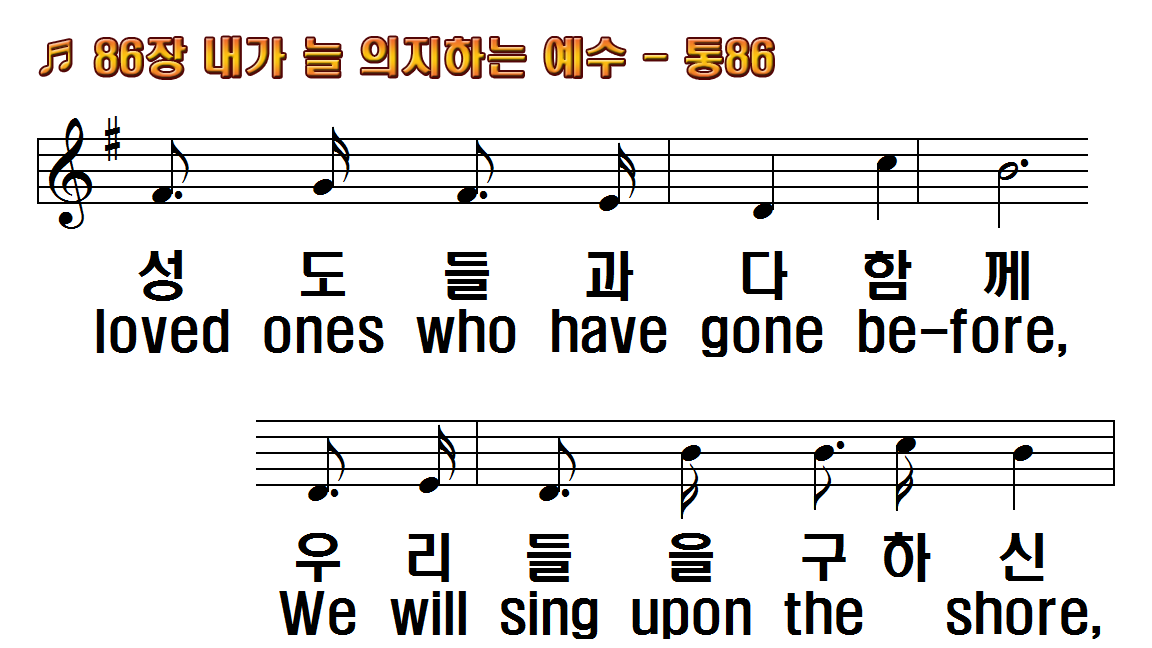 ♬ 86장 내가 늘 의지하는 예수 - 통86
성 도 들 과 다 함 께
loved ones who have gone be-fore,
우 리 들 을 구 하 신
We will sing upon the shore,